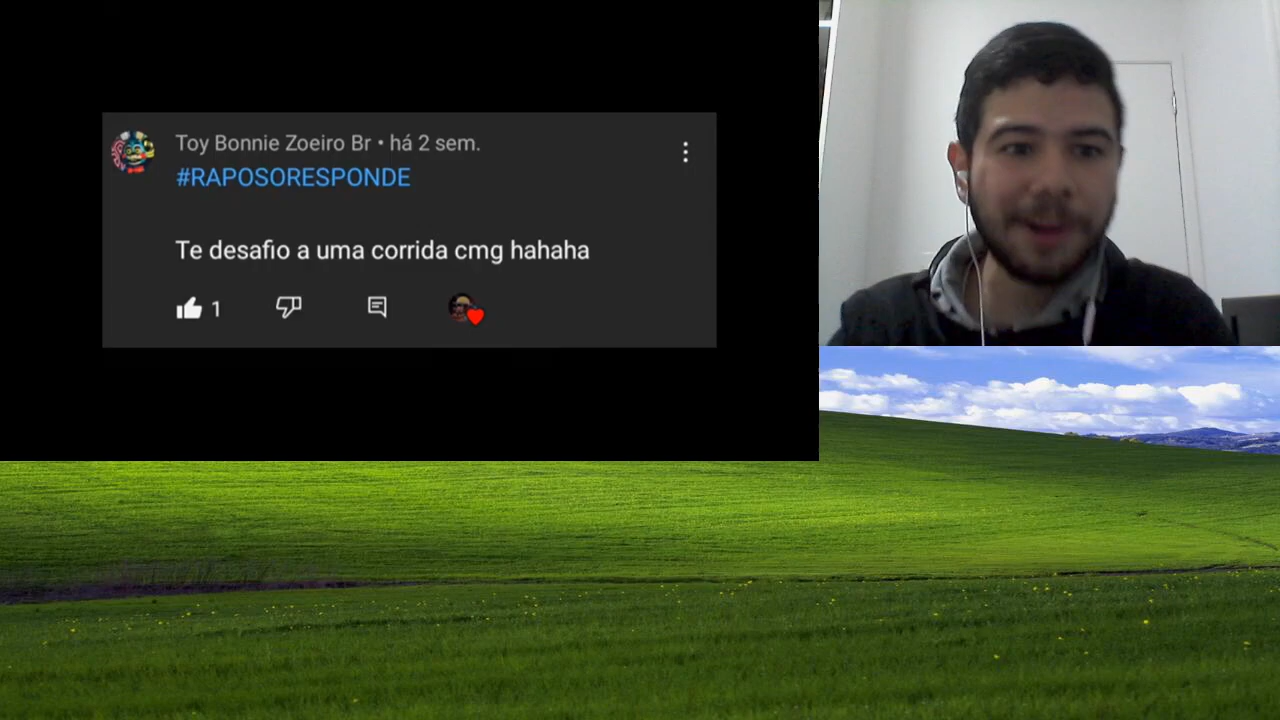 Toy Bonnie Zoeiro Br • há 2 sem.
#RAPOSORESPONDE
Te desafio a uma corrida cmg hahaha
1